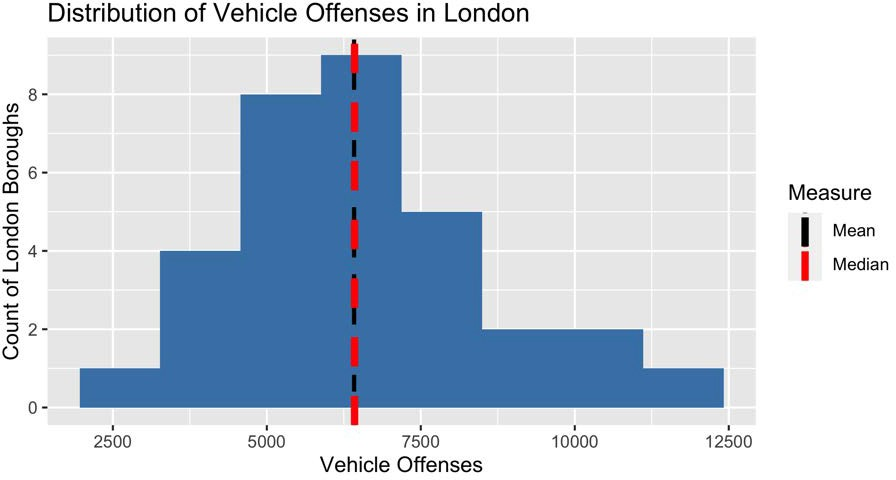 Distribution of Vehicle Offenses in London
Count of London Boroughs
8
6
4
2
0
2500 5000 7500 10000 12500
Vehicle Offenses
Measure
Mean
Median